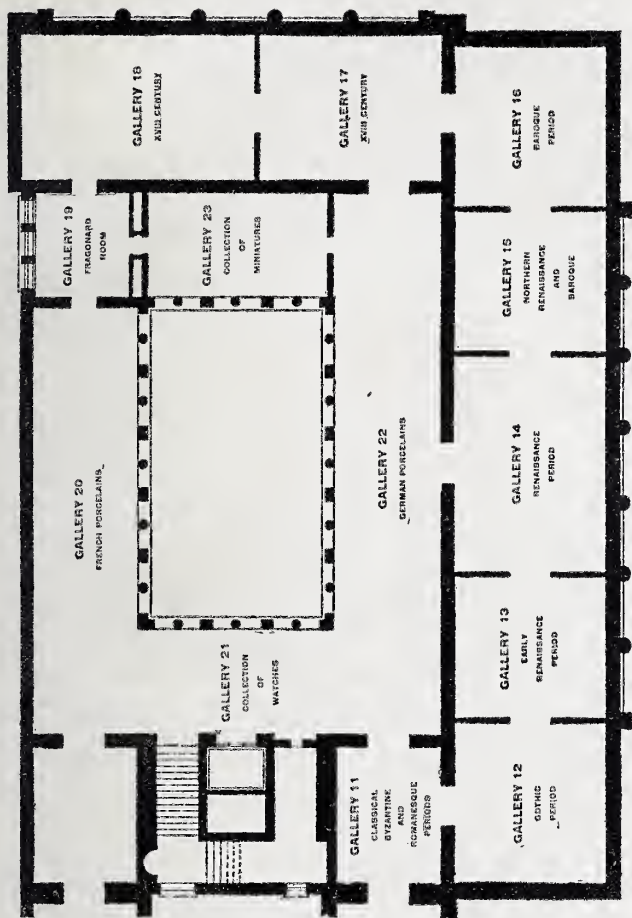 GALLERY 18
XVIII CENTURY
GALLERY 17
XVIII CENTURY
GALLERY 16
BAROQUE
PERIOD
GALLERY 19
FRAGONARD
ROOM
GALLERY 23
COLLECTION
OF
MINIATURES
GALLERY 15
NORTHERN
RENAISSANCE
AND
BAROQUE
GALLERY 20
FRENCH PORCELAINS
GALLERY 22
GERMAN PORCELAINS
GALLERY 14
RENAISSANCE
PERIOD
GALLERY 21
COLLECTION
OF
WATCHES
GALLERY 13
EARLY
RENAISSANCE
PERIOD
GALLERY 11
CLASSICAL
BYZANTINE
AND
ROMANESQUE
PERIODS
GALLERY 12
GOTHIC
PERIOD